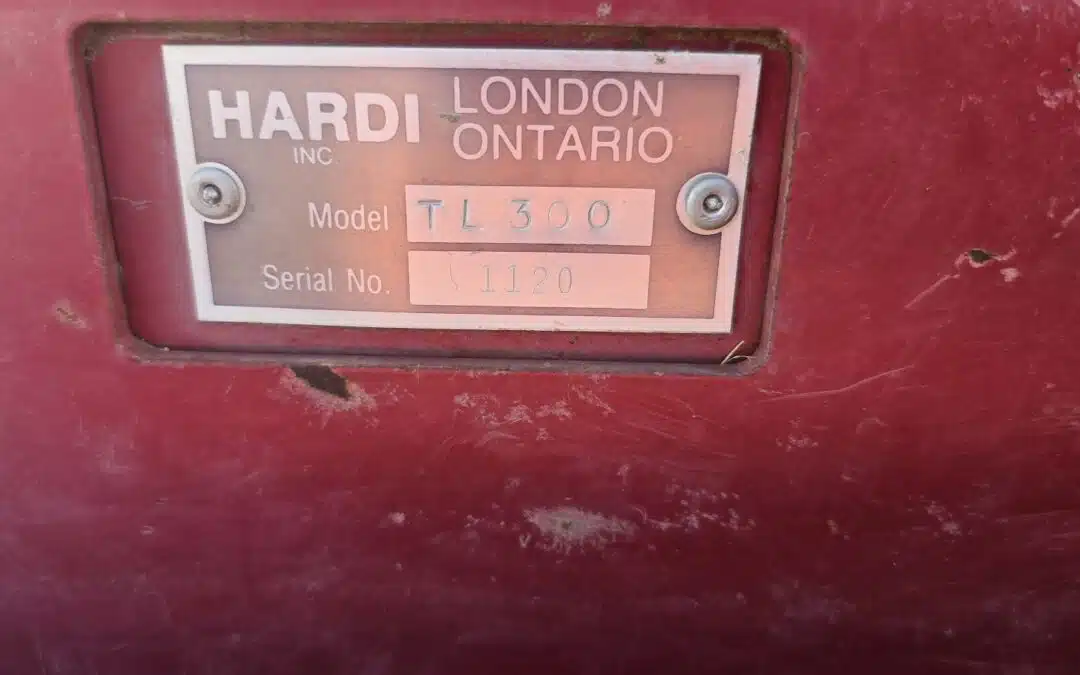 HARDI
INC
LONDON
ONTARIO
Model TL 300
Serial No. 1120